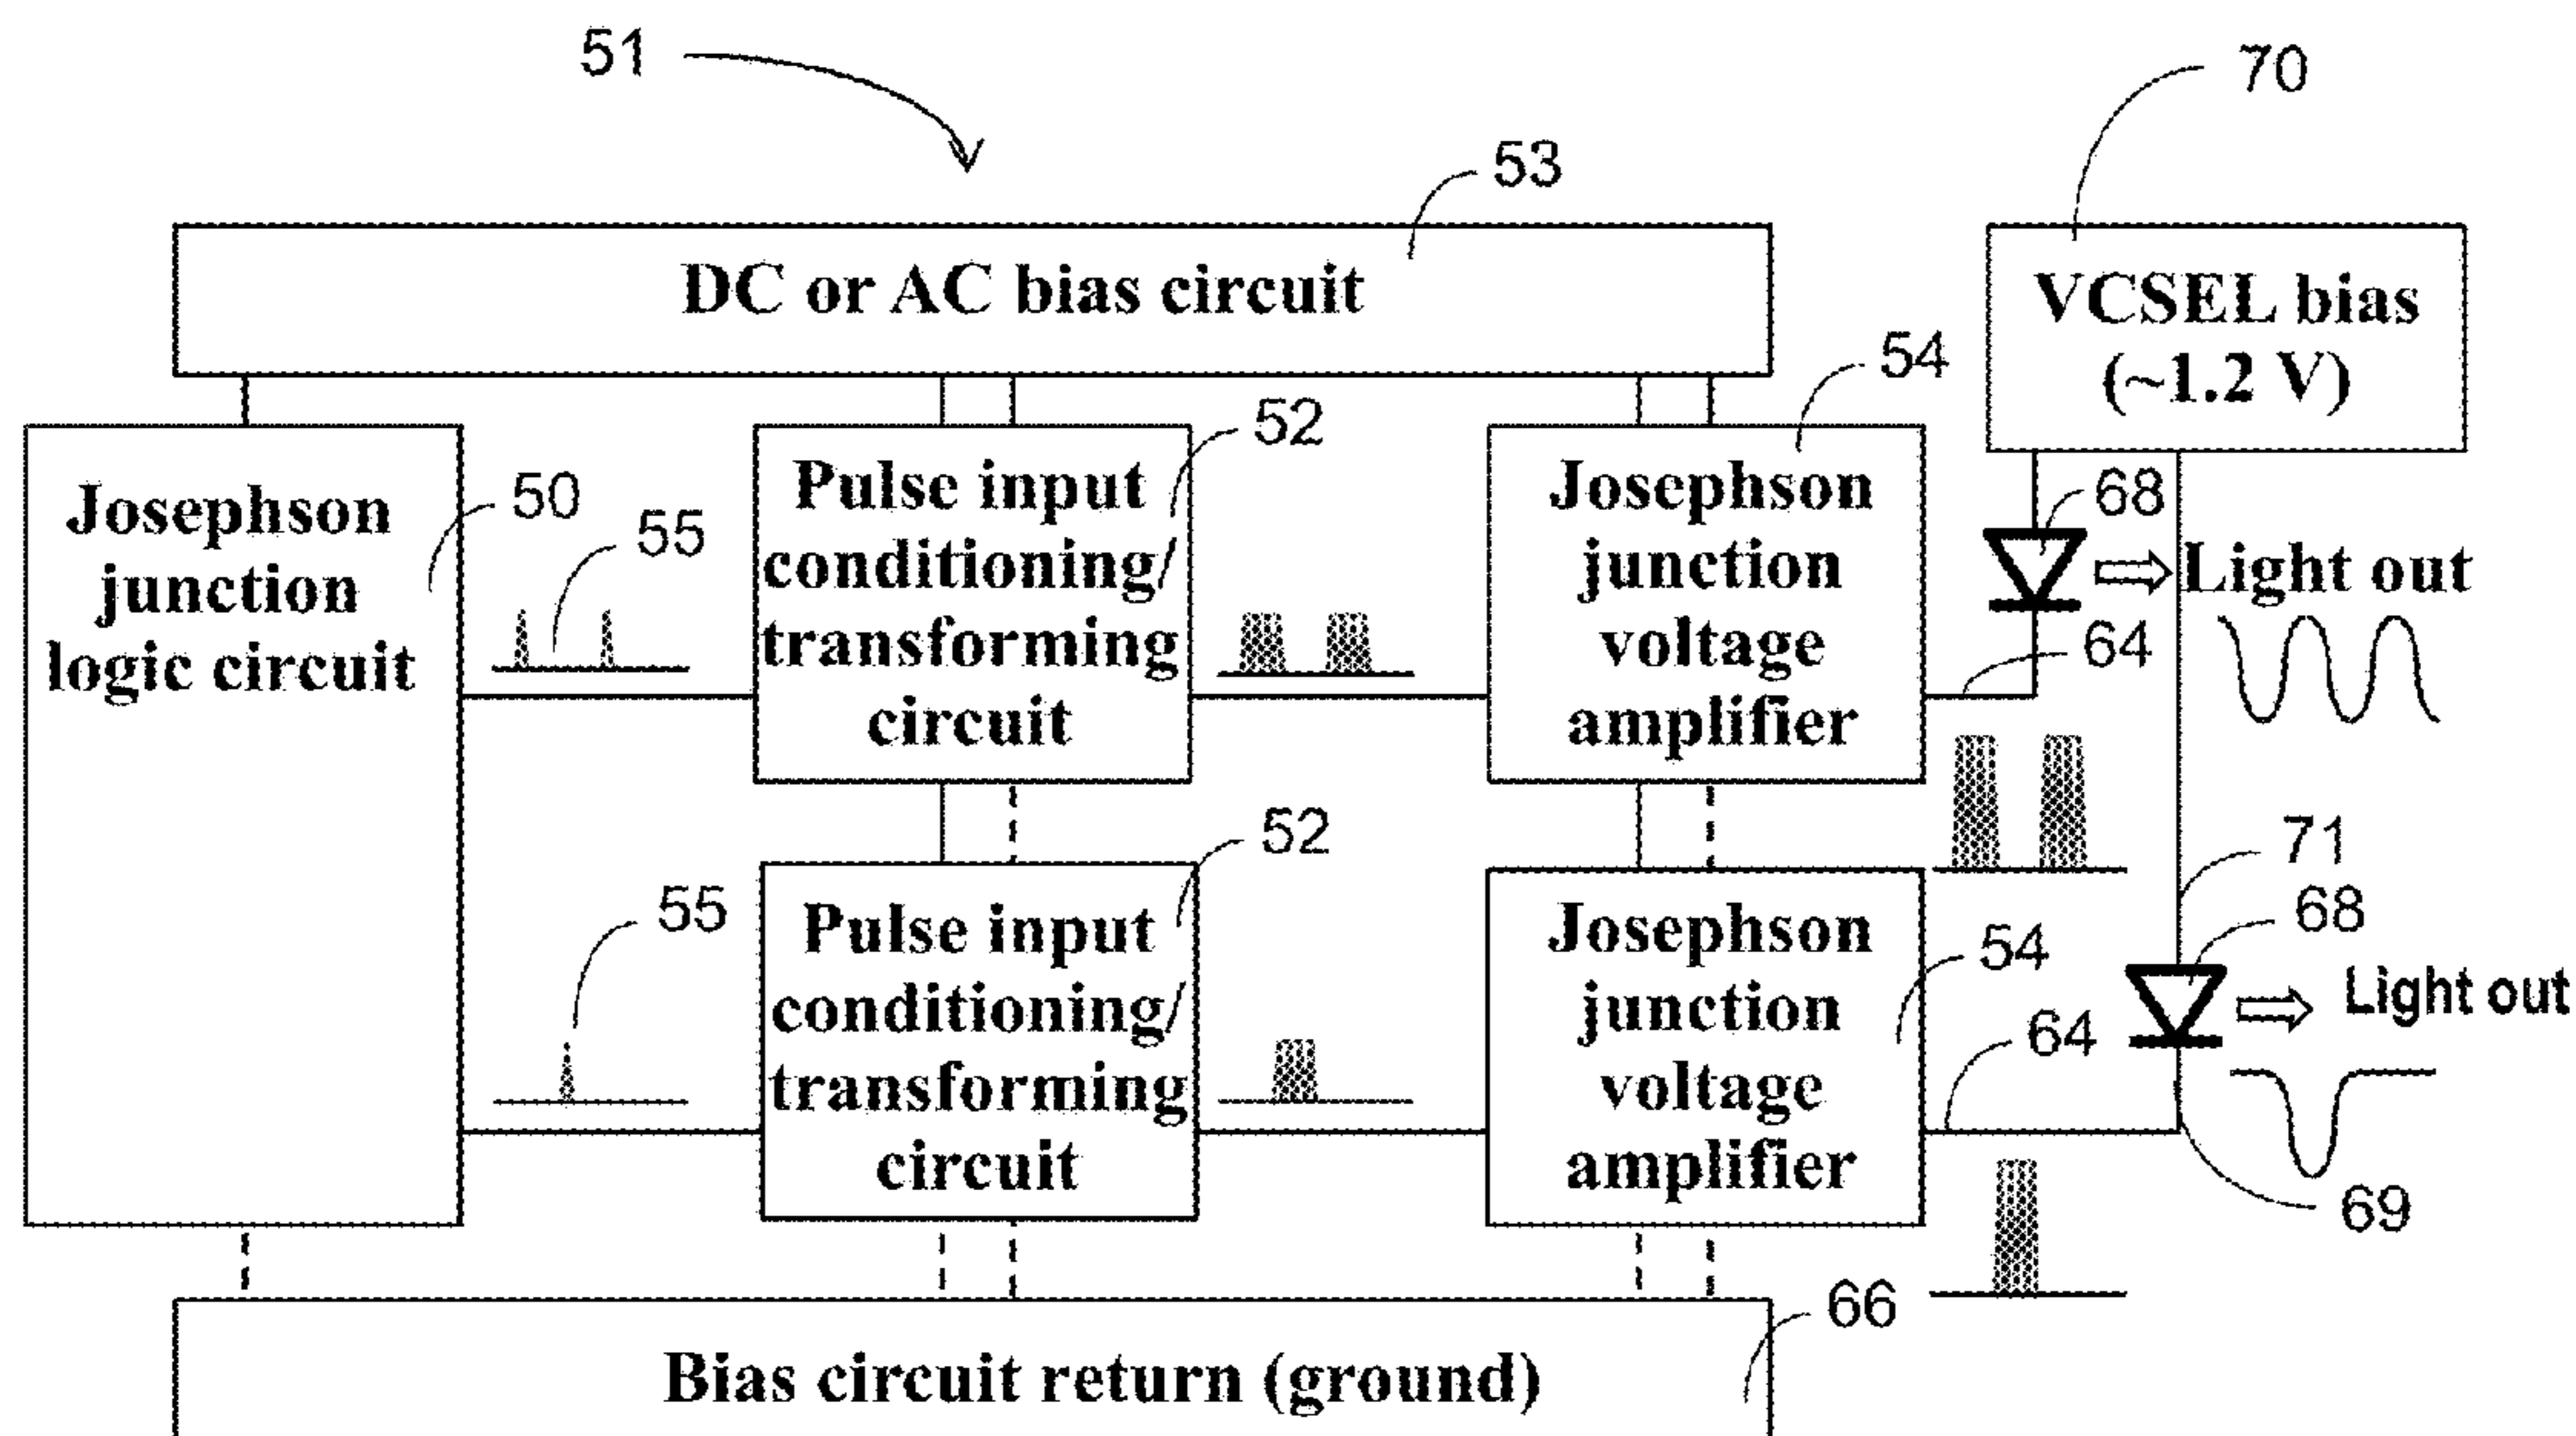 51
70
53
DC or AC bias circuit
VCSEL bias
(~1.2 V)
54
52
Josephson
junction
logic circuit
50
55
Pulse input
conditioning/
transforming
circuit
Josephson
junction
voltage
amplifier
68
Light out
64
71
68
Light out
55
52
Pulse input
conditioning/
transforming
circuit
Josephson
junction
voltage
amplifier
54
64
69
66
Bias circuit return (ground)